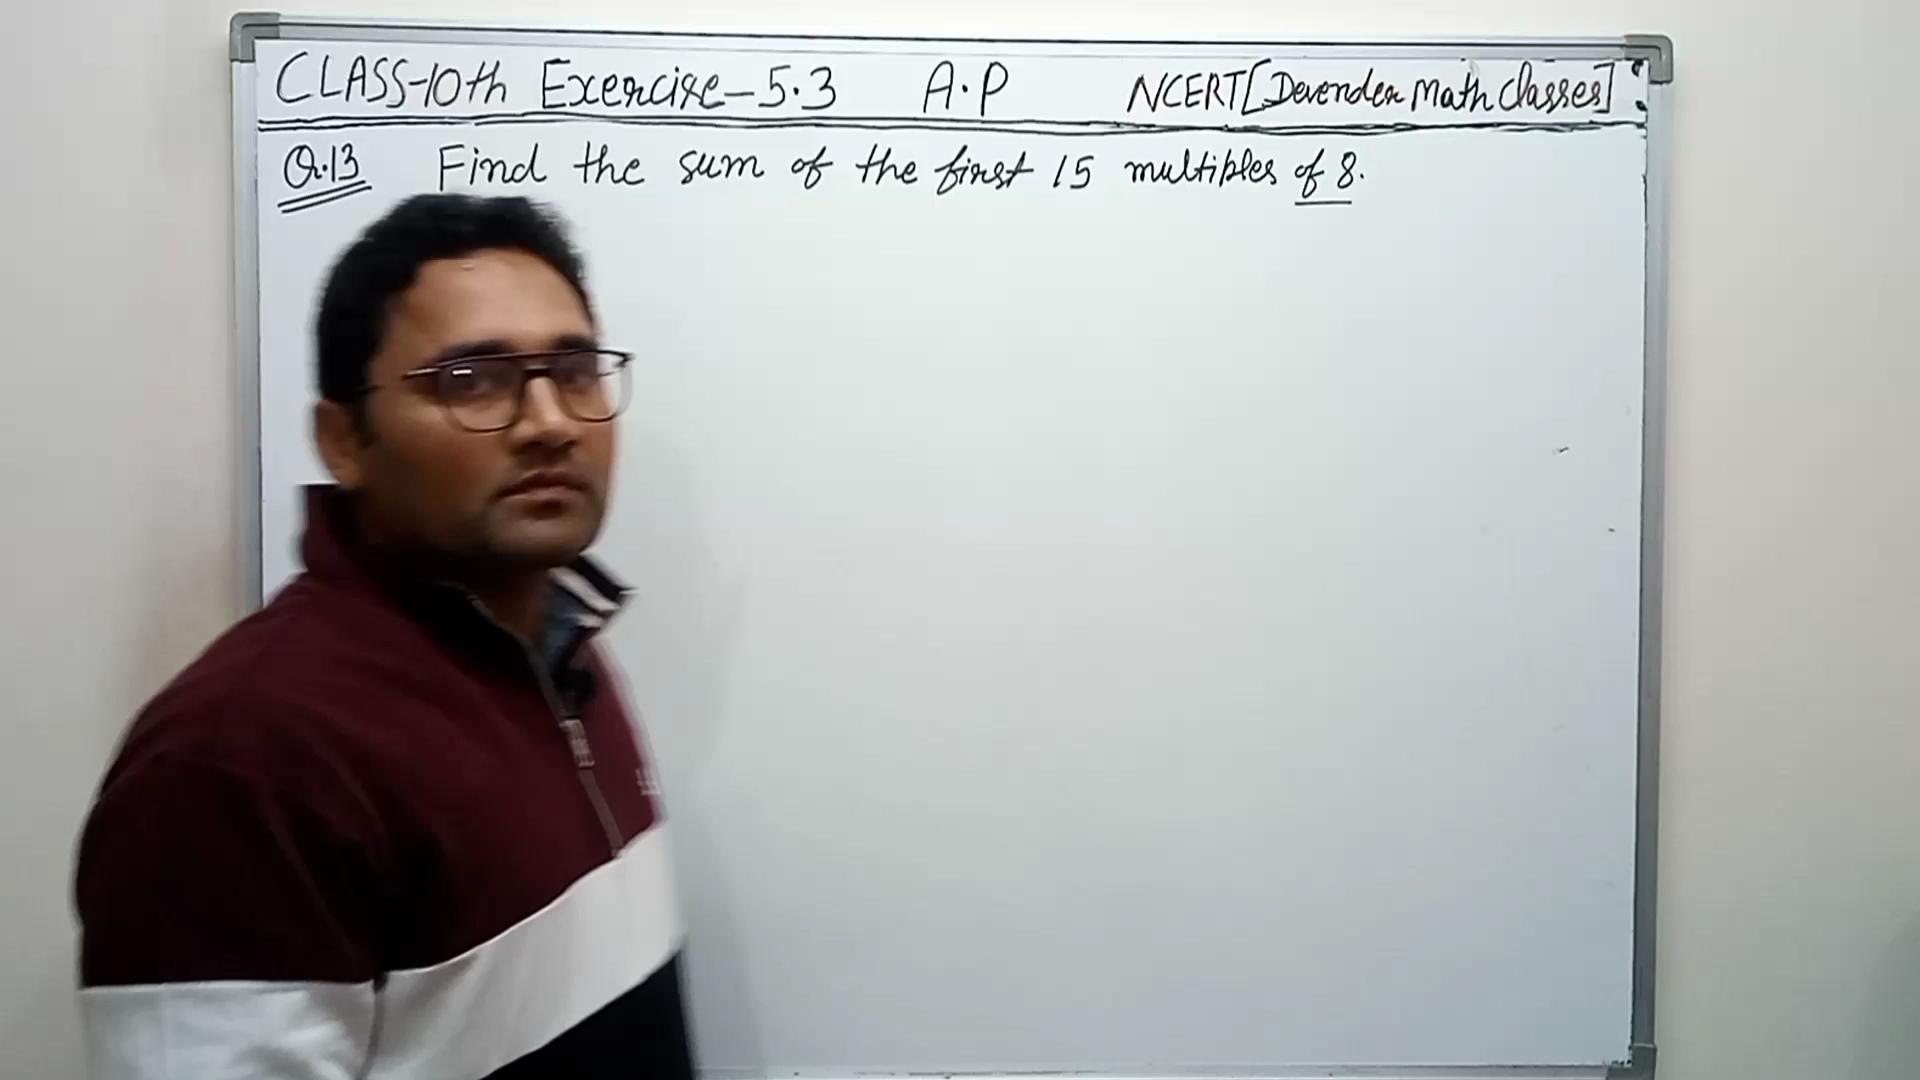 CLASS-10th Exercise-5.3 A.P NCERT [Devender Math Classes]
Q.13 Find the sum of the first 15 multiples of 8.